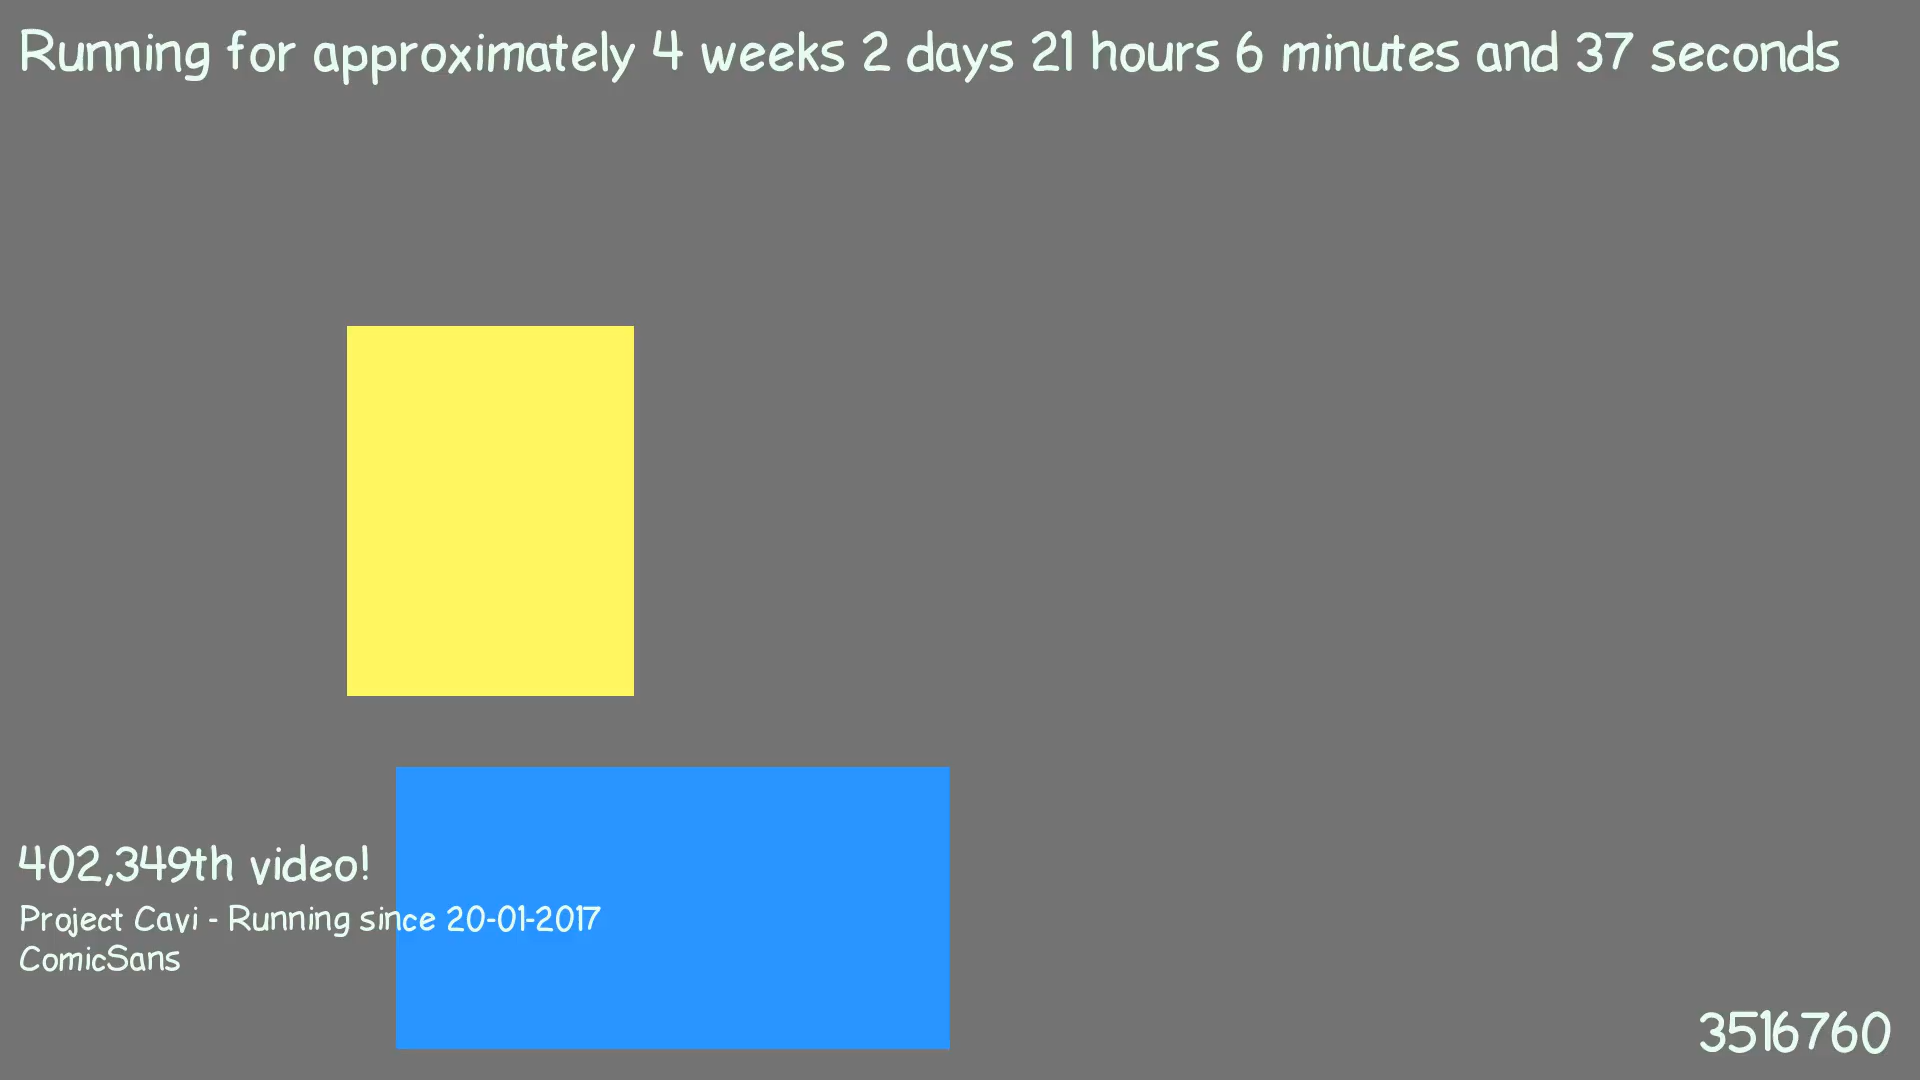 Running for approximately 4 weeks 2 days 21 hours 6 minutes and 37 seconds
402,349th video!
Project Cavi - Running since 20-01-2017
ComicSans
3516760